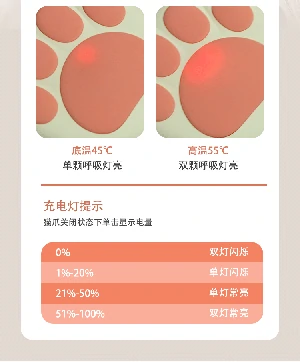 底温45℃
高温55℃
单颗呼吸灯亮
双颗呼吸灯亮
充电灯提示
猫爪关闭状态下单击显示电量
0% 双灯闪烁
1%-20% 单灯闪烁
21%-50% 单灯常亮
51%-100% 双灯常亮